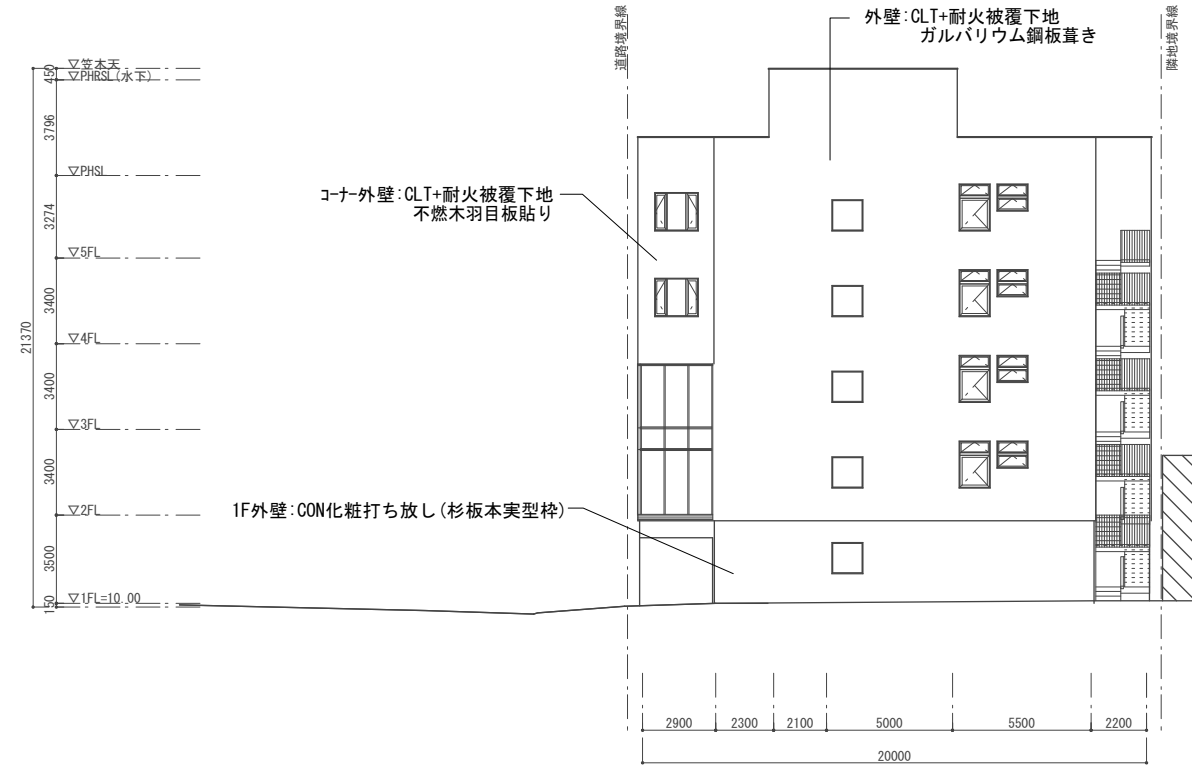 道路境界線
外壁:CLT+耐火被覆下地
ガルバリウム鋼板葺き
隣地境界線
▽笠木天
▽PHRSL(水下)
450
3796
▽PHSL
コーナー外壁:CLT+耐火被覆下地
不燃木羽目板貼り
3274
▽5FL
3400
21370
▽4FL
3400
▽3FL
3400
▽2FL
1F外壁:CON化粧打ち放し(杉板本実型枠)
3500
▽1FL=10.00
150
2900
2300
2100
5000
5500
2200
20000